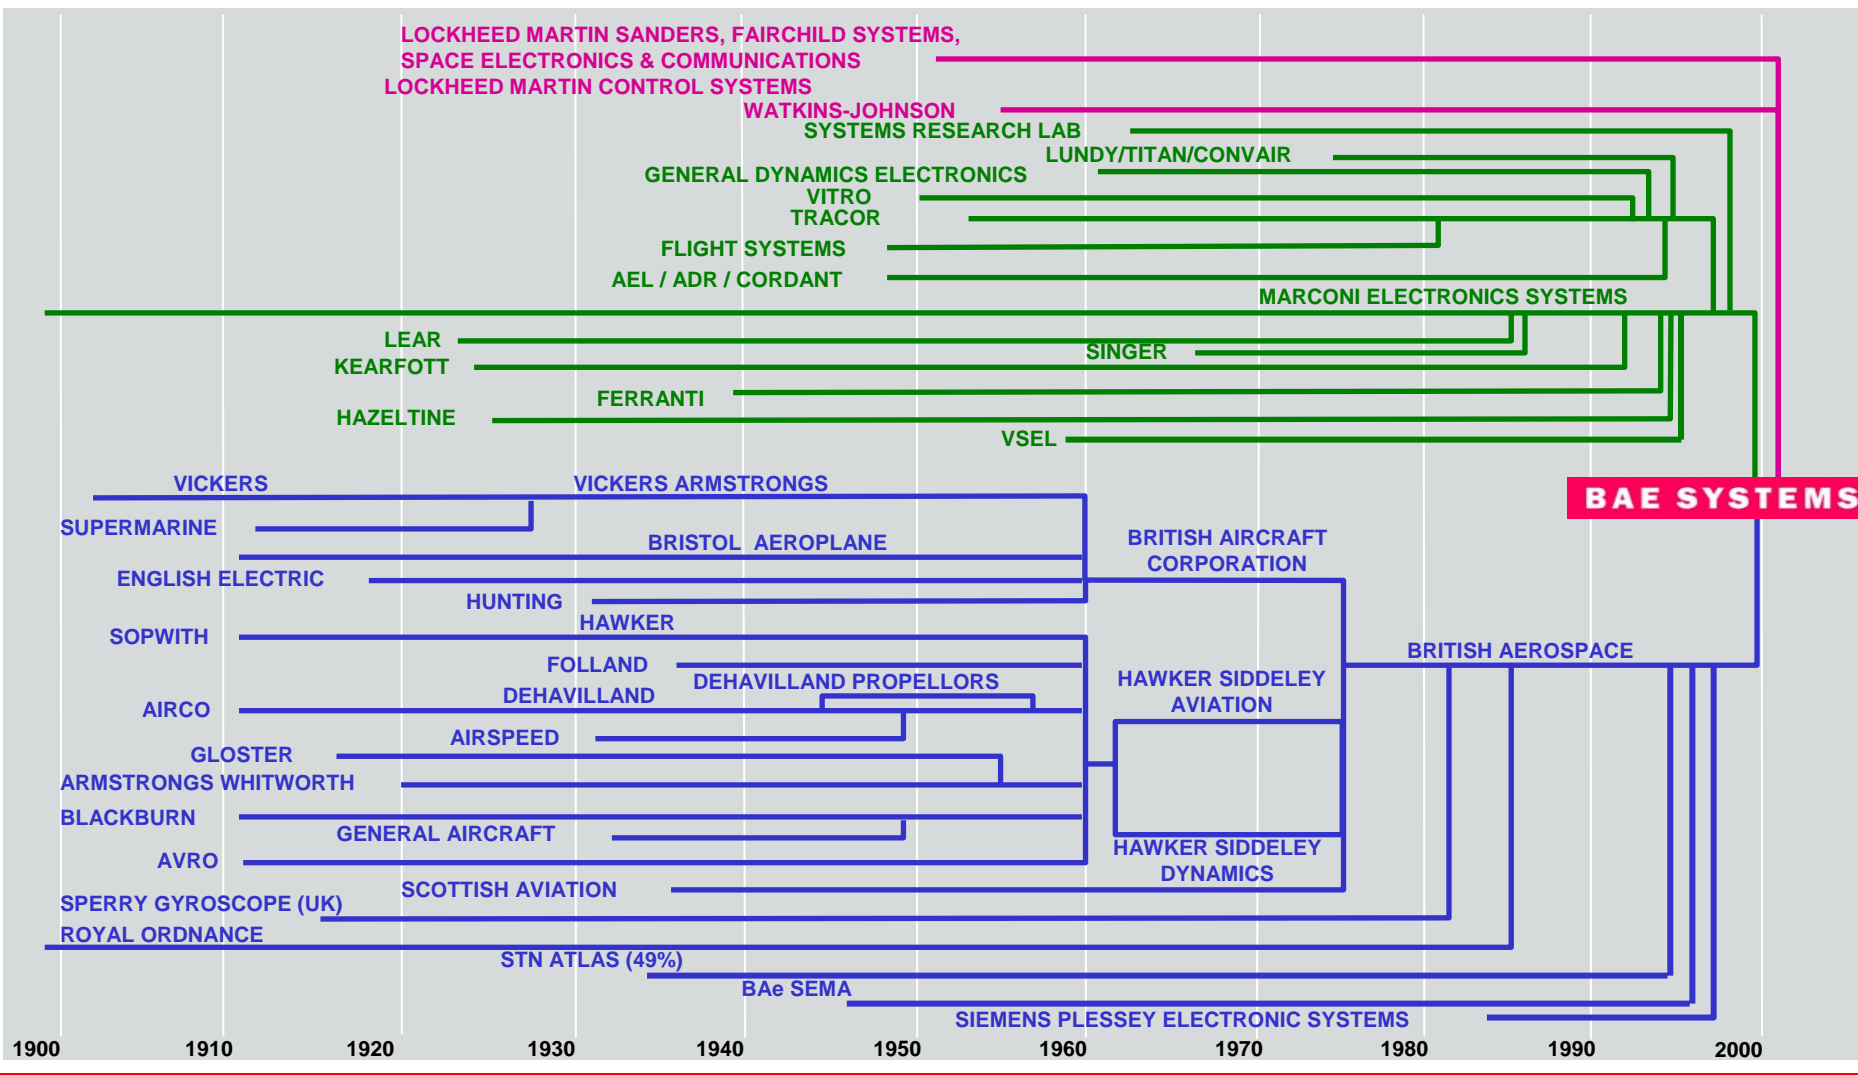 LOCKHEED MARTIN SANDERS, FAIRCHILD SYSTEMS,
SPACE ELECTRONICS & COMMUNICATIONS
LOCKHEED MARTIN CONTROL SYSTEMS
WATKINS-JOHNSON
SYSTEMS RESEARCH LAB
LUNDY/TITAN/CONVAIR
GENERAL DYNAMICS ELECTRONICS
VITRO
TRACOR
FLIGHT SYSTEMS
AEL / ADR / CORDANT
MARCONI ELECTRONICS SYSTEMS
LEAR
SINGER
KEARFOTT
FERRANTI
HAZELTINE
VSEL
VICKERS
VICKERS ARMSTRONGS
BAE SYSTEMS
SUPERMARINE
BRISTOL AEROPLANE
BRITISH AIRCRAFT
CORPORATION
ENGLISH ELECTRIC
HUNTING
HAWKER
SOPWITH
BRITISH AEROSPACE
FOLLAND
DEHAVILLAND PROPELLORS
HAWKER SIDDELEY
AVIATION
DEHAVILLAND
AIRCO
AIRSPEED
GLOSTER
ARMSTRONGS WHITWORTH
BLACKBURN
GENERAL AIRCRAFT
HAWKER SIDDELEY
DYNAMICS
AVRO
SCOTTISH AVIATION
SPERRY GYROSCOPE (UK)
ROYAL ORDNANCE
STN ATLAS (49%)
BAe SEMA
SIEMENS PLESSEY ELECTRONIC SYSTEMS
1900 1910 1920 1930 1940 1950 1960 1970 1980 1990 2000